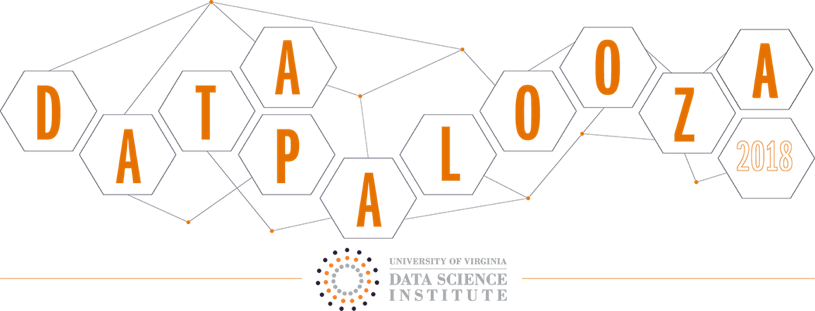 DATAPALOOZA
2018
UNIVERSITY OF VIRGINIA
DATA SCIENCE
INSTITUTE